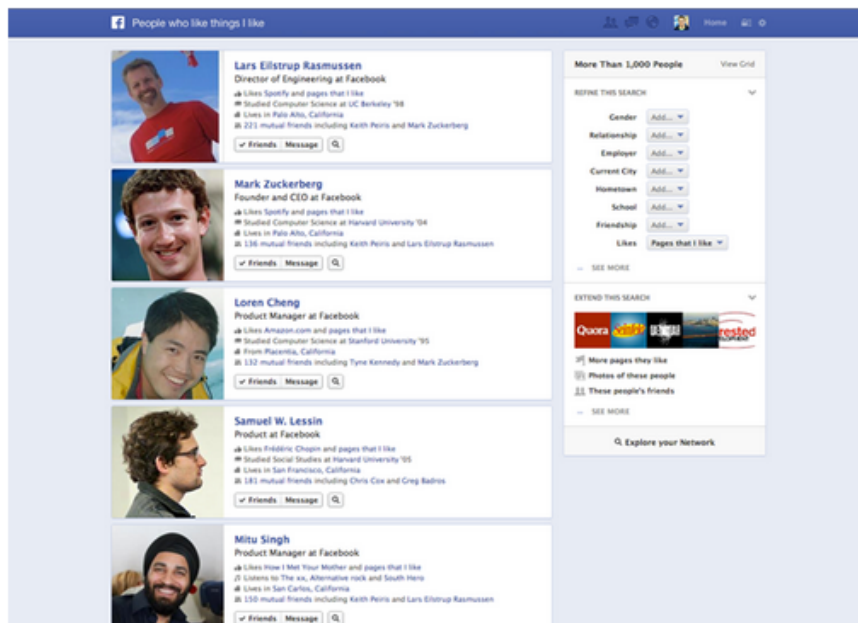 People who like things I like
Home
Lars Eilstrup Rasmussen
Director of Engineering at Facebook
Likes Spotify and pages that I like
Studied Computer Science at UC Berkeley '98
Lives in Palo Alto, California
221 mutual friends including Keith Peiris and Mark Zuckerberg
Friends Message
Mark Zuckerberg
Founder and CEO at Facebook
Likes Spotify and pages that I like
Studied Computer Science at Harvard University '04
Lives in Palo Alto, California
136 mutual friends including Keith Peiris and Lars Eilstrup Rasmussen
Friends Message
Loren Cheng
Product Manager at Facebook
Likes Amazon.com and pages that I like
Studied Computer Science at Stanford University '95
From Placentia, California
132 mutual friends including Tyne Kennedy and Mark Zuckerberg
Friends Message
Samuel W. Lessin
Product at Facebook
Likes Frédéric Chopin and pages that I like
Studied Social Studies at Harvard University '05
Lives in San Francisco, California
181 mutual friends including Chris Cox and Greg Badros
Friends Message
Mitu Singh
Product Manager at Facebook
Likes How I Met Your Mother and pages that I like
Listens to The xx, Alternative rock and South Hero
Lives in San Carlos, California
150 mutual friends including Keith Peiris and Lars Eilstrup Rasmussen
Friends Message
More Than 1,000 People View Grid
REFINE THIS SEARCH
Gender Add...
Relationship Add...
Employer Add...
Current City Add...
Hometown Add...
School Add...
Friendship Add...
Likes Pages that I like
... SEE MORE
EXTEND THIS SEARCH
Quora
rested
More pages they like
Photos of these people
These people's friends
... SEE MORE
Explore your Network